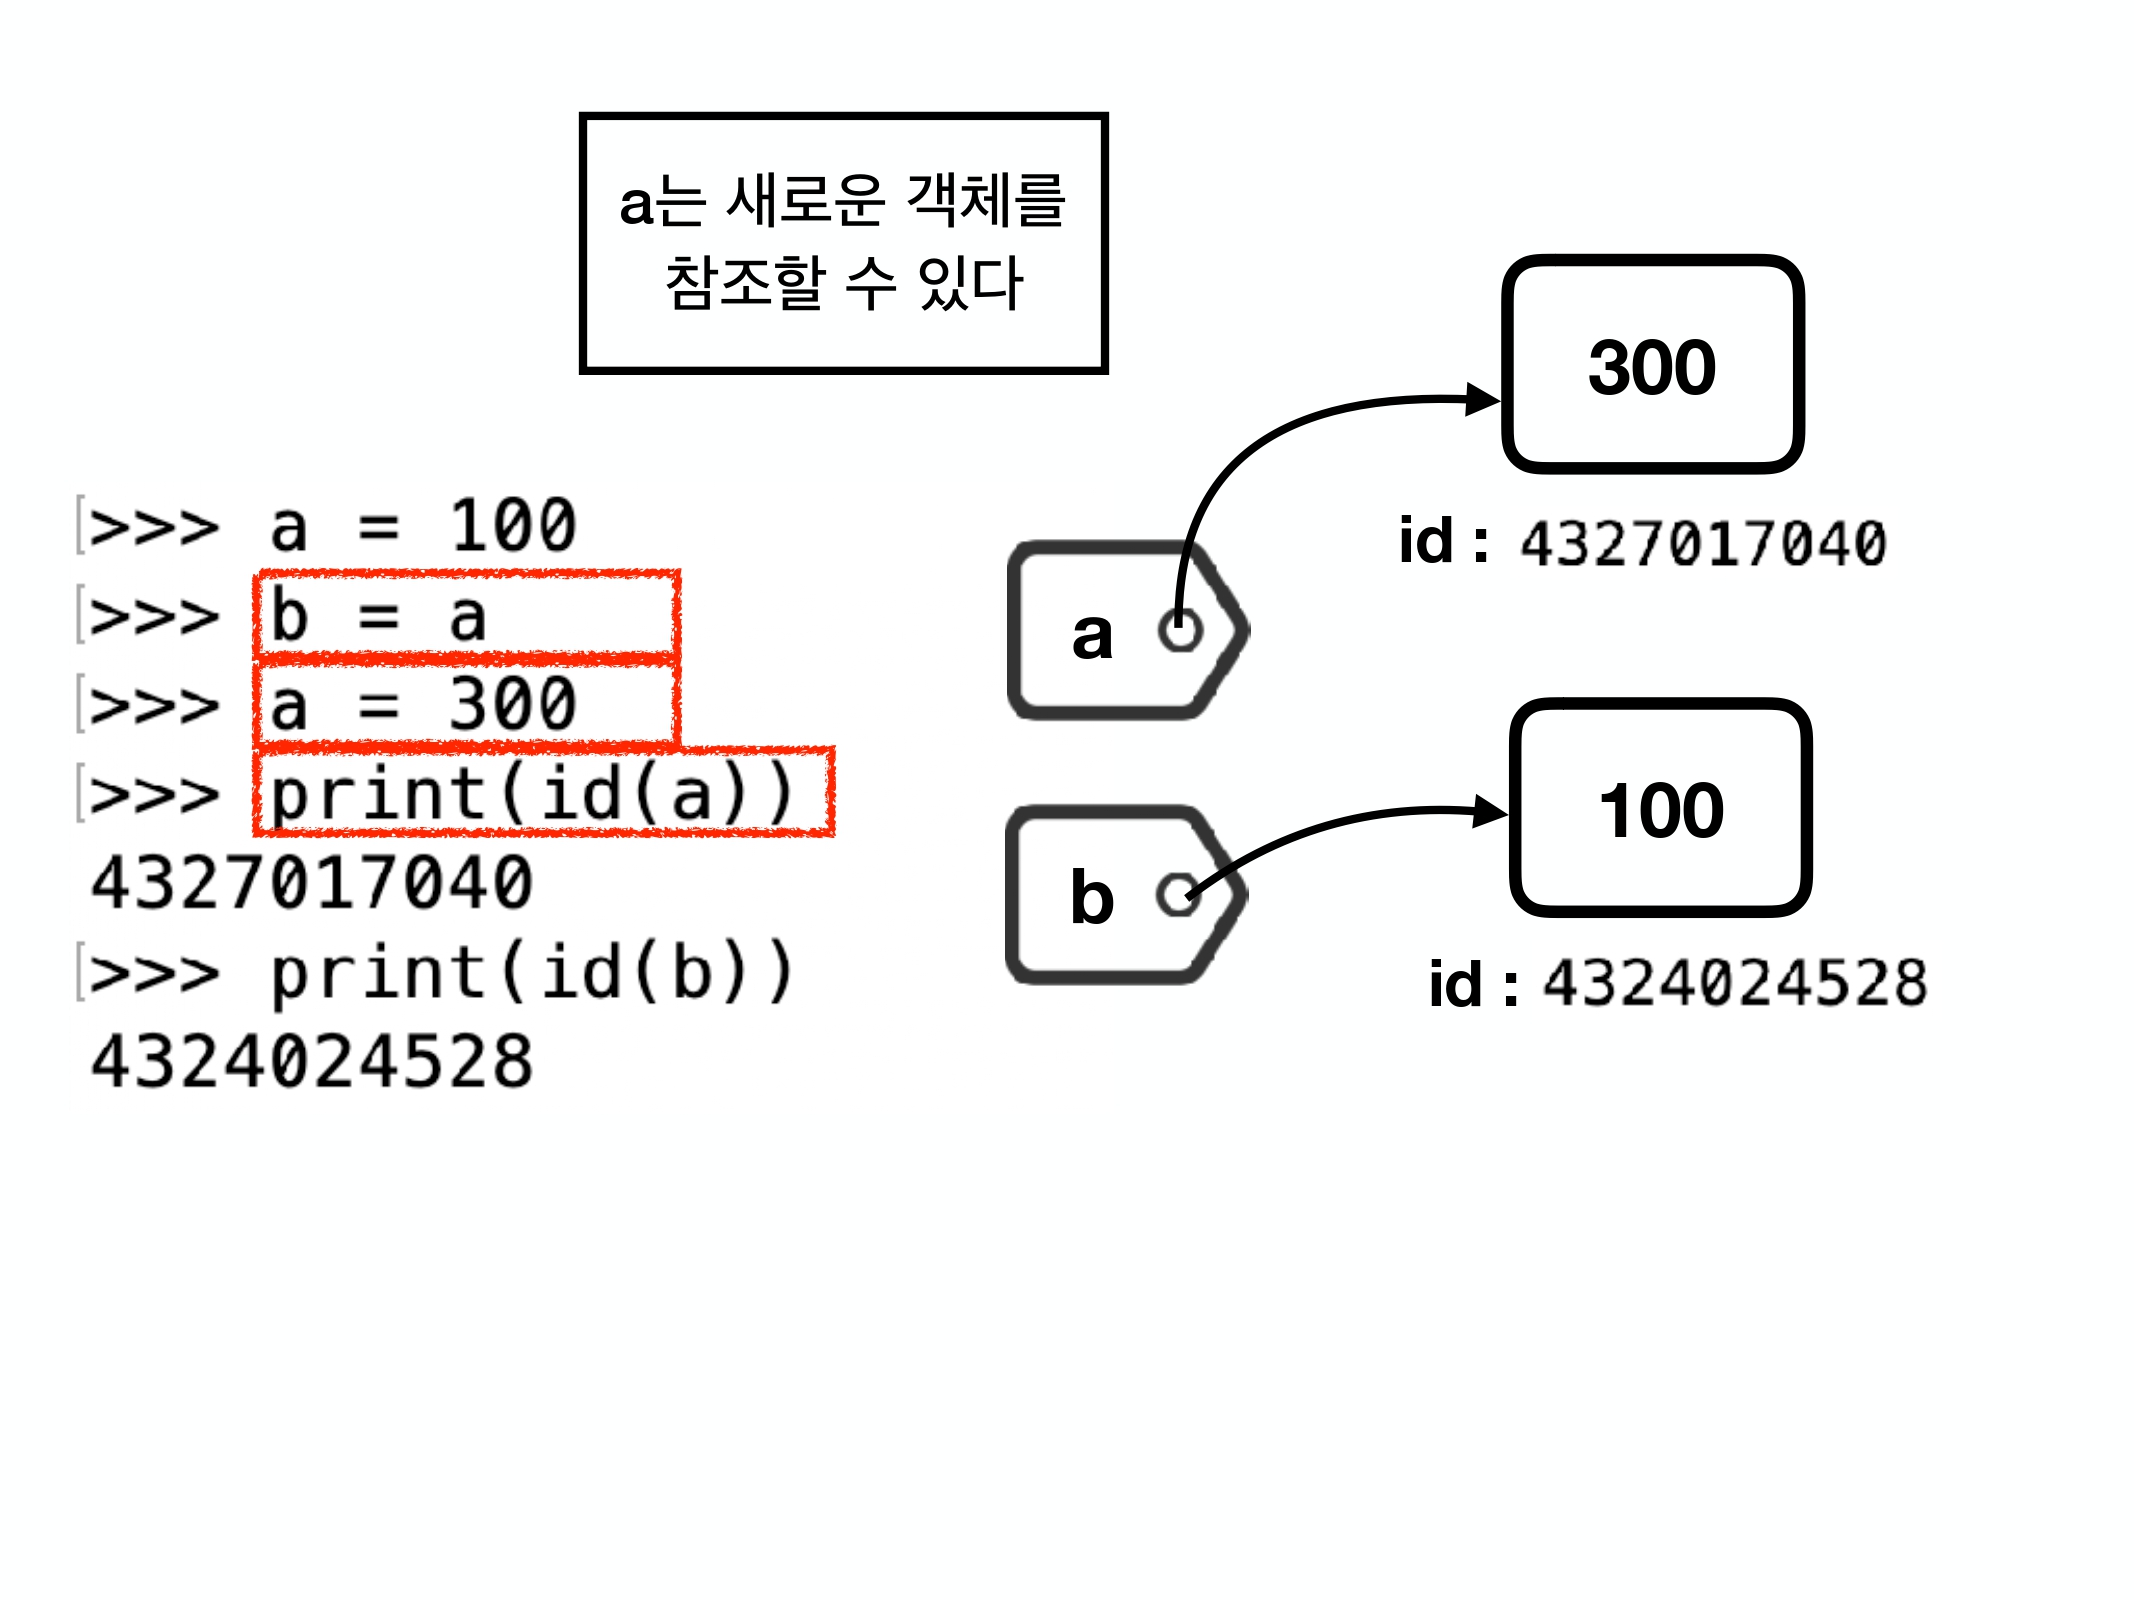 a는 새로운 객체를
참조할 수 있다
>>> a = 100
>>> b = a
>>> a = 300
>>> print(id(a))
4327017040
>>> print(id(b))
4324024528
300
id : 4327017040
a
100
b
id : 4324024528